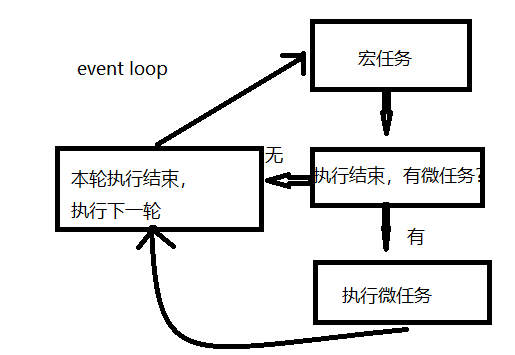 event loop
宏任务
无
执行结束，有微任务？
本轮执行结束，
执行下一轮
有
执行微任务